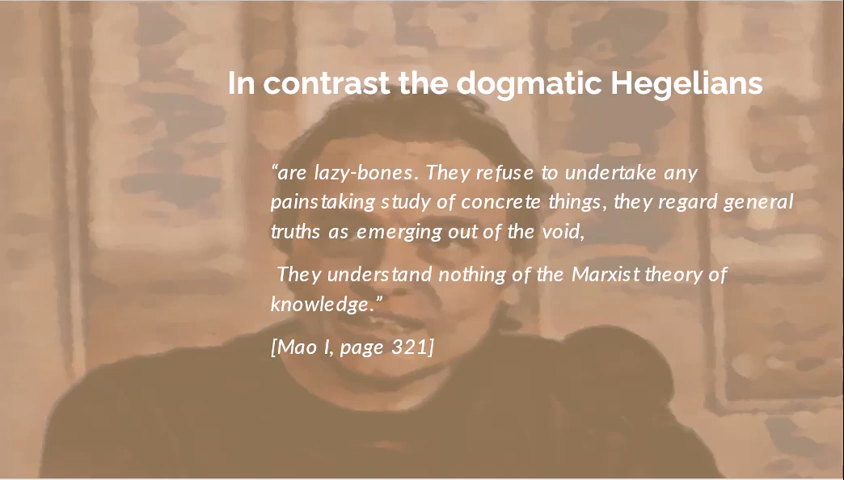 In contrast the dogmatic Hegelians
“are lazy-bones. They refuse to undertake any
painstaking study of concrete things, they regard general
truths as emerging out of the void,
They understand nothing of the Marxist theory of
knowledge.”
[Mao I, page 321]